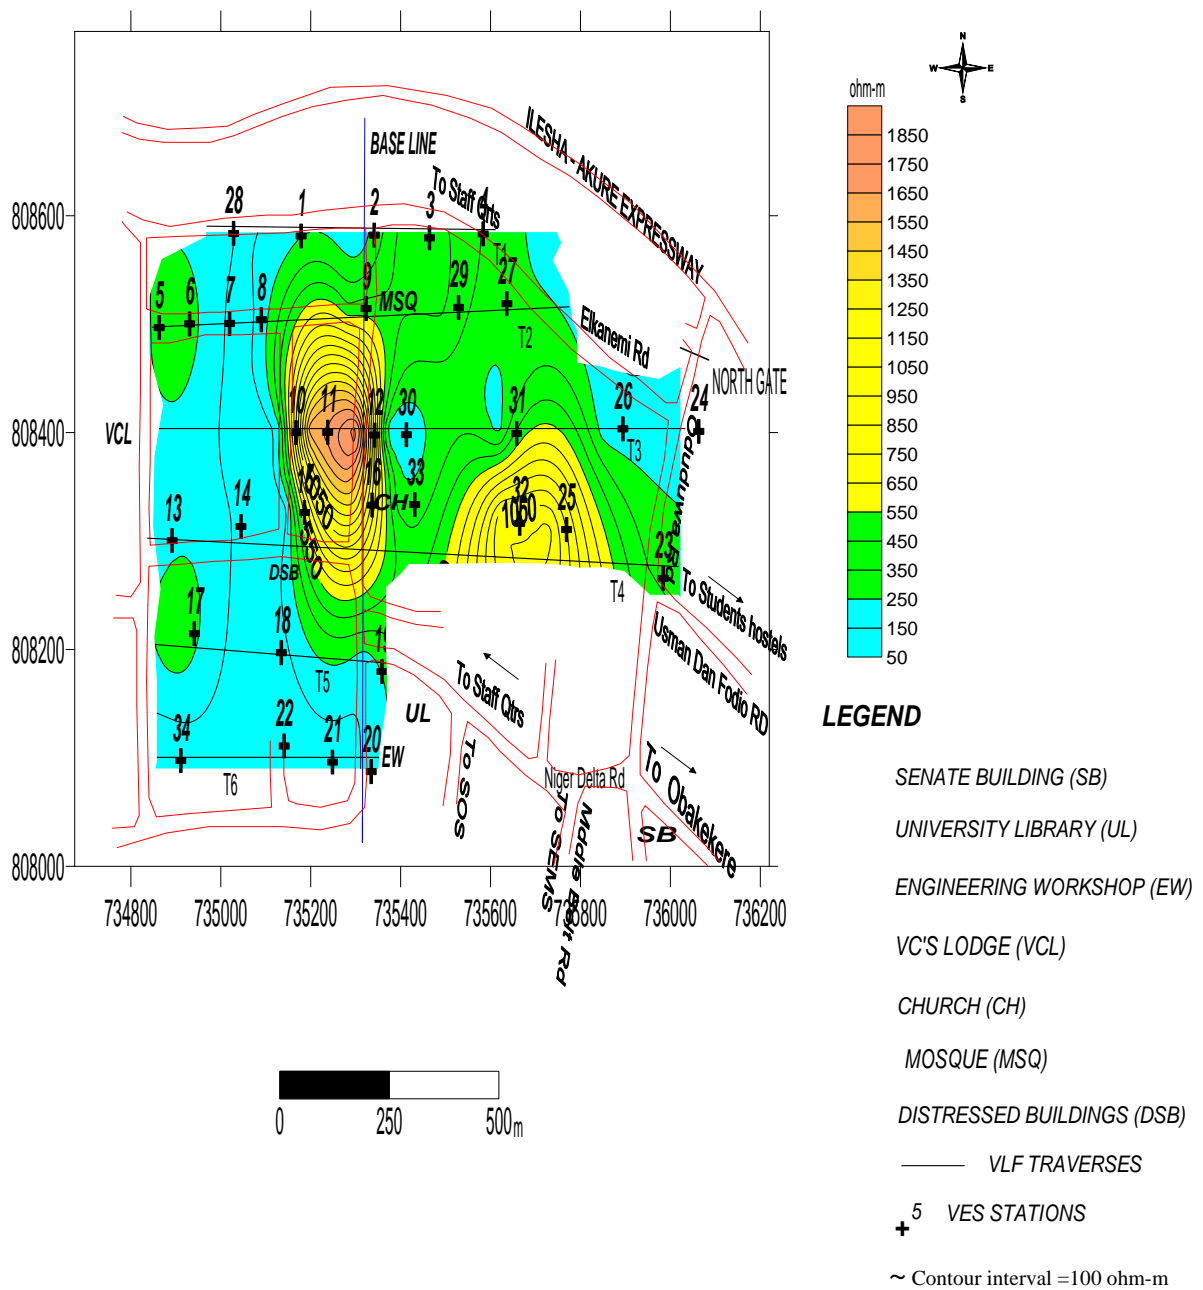 N
W E
S
ohm-m
1850
1750
1650
1550
1450
1350
1250
1150
1050
950
850
750
650
550
450
350
250
150
50
808600
808400
808200
808000
734800
735000
735200
735400
735600
735800
736000
736200
BASE LINE
ILESHA - AKURE EXPRESSWAY
To Staff Qrts
28
1
2
3
4
T1
5
6
7
8
9
MSQ
29
27
T2
Elkanemi Rd
NORTH GATE
VCL
10
11
12
30
31
26
24
T3
Oduduwa Rd
13
14
15
16
CH
33
32
25
23
1050
550
1050
DSB
T4
To Students hostels
Usman Dan Fodio RD
17
18
T5
To Staff Qtrs
UL
34
22
21
20
EW
T6
To SOS
Niger Delta Rd
To SEMS
Middle Belt Rd
To Obakekere
SB
0 250 500m
LEGEND
SENATE BUILDING (SB)
UNIVERSITY LIBRARY (UL)
ENGINEERING WORKSHOP (EW)
VC'S LODGE (VCL)
CHURCH (CH)
MOSQUE (MSQ)
DISTRESSED BUILDINGS (DSB)
VLF TRAVERSES
5 VES STATIONS
~ Contour interval =100 ohm-m